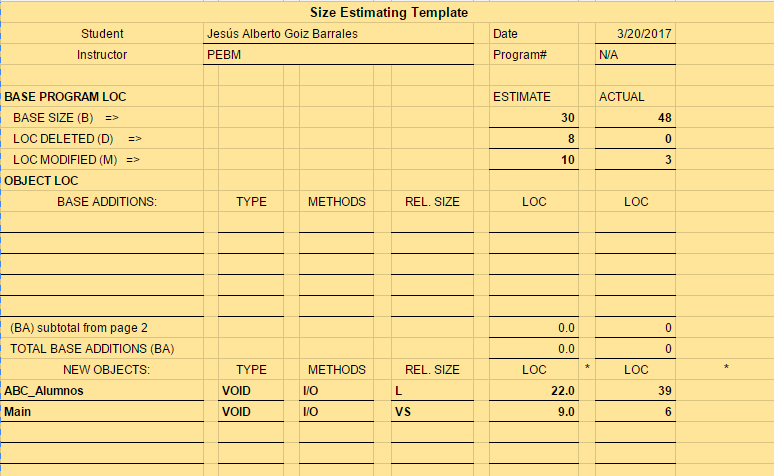 Size Estimating Template
Student Jesús Alberto Goiz Barrales Date 3/20/2017
Instructor PEBM Program# N/A
BASE PROGRAM LOC ESTIMATE ACTUAL
BASE SIZE (B) => 30 48
LOC DELETED (D) => 8 0
LOC MODIFIED (M) => 10 3
OBJECT LOC
BASE ADDITIONS: TYPE METHODS REL. SIZE LOC LOC
(BA) subtotal from page 2 0.0 0
TOTAL BASE ADDITIONS (BA) 0.0 0
NEW OBJECTS: TYPE METHODS REL. SIZE LOC * LOC *
ABC_Alumnos VOID I/O L 22.0 39
Main VOID I/O VS 9.0 6